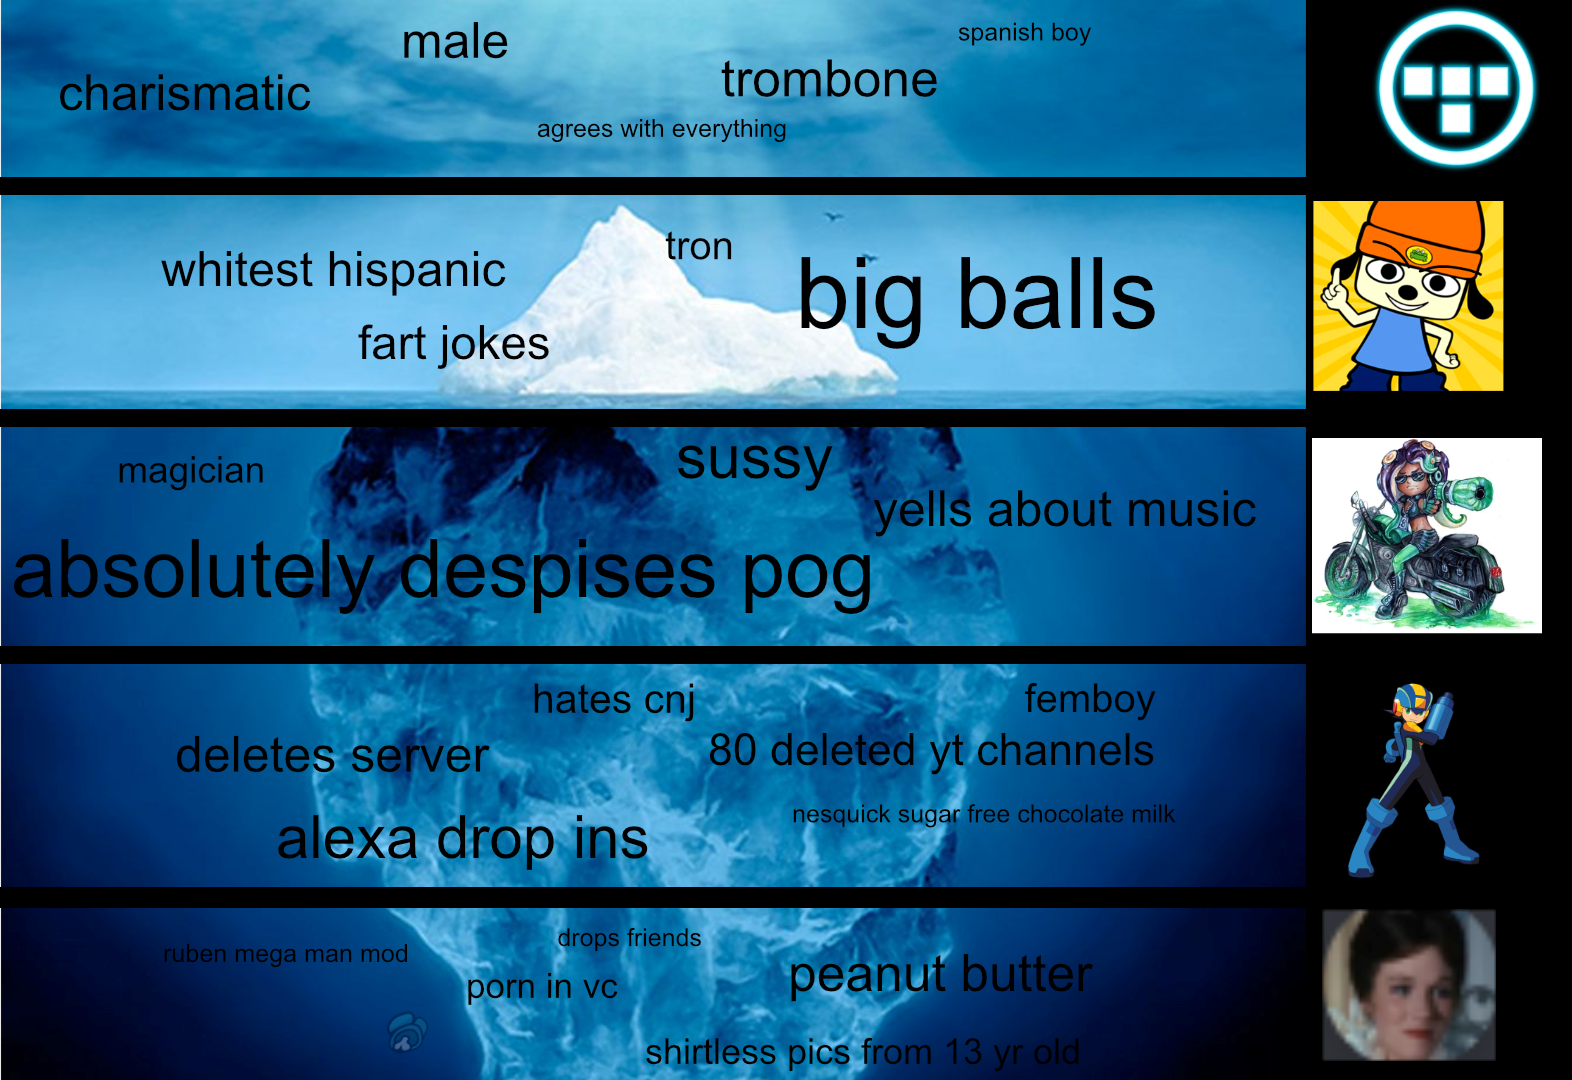 male
spanish boy
charismatic
trombone
agrees with everything
tron
whitest hispanic
big balls
fart jokes
sussy
magician
yells about music
absolutely despises pog
hates cnj
femboy
deletes server
80 deleted yt channels
nesquick sugar free chocolate milk
alexa drop ins
drops friends
ruben mega man mod
peanut butter
porn in vc
shirtless pics from 13 yr old